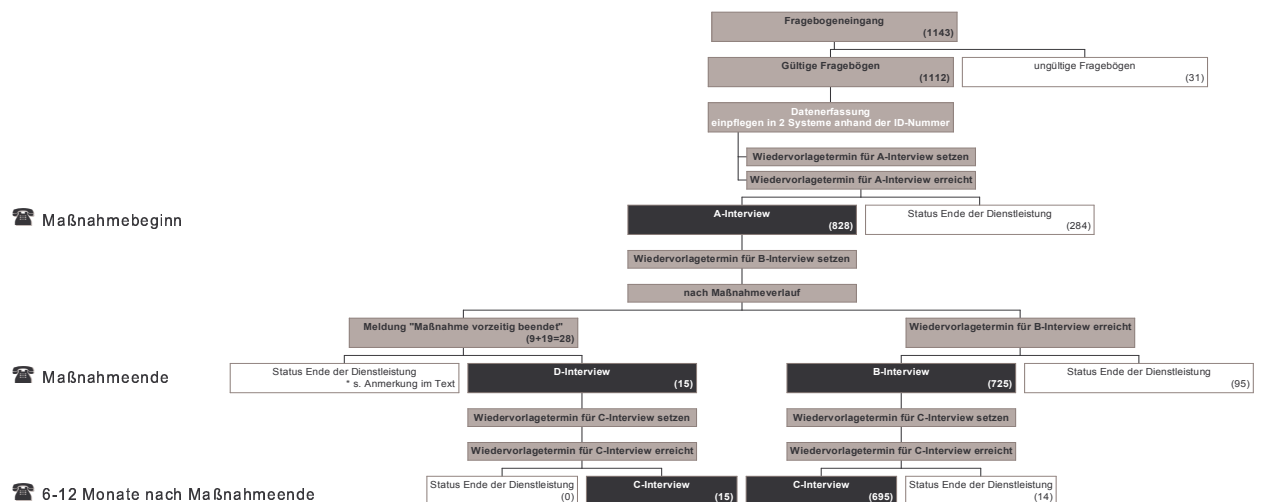 Fragebogeneingang
(1143)
Gültige Fragebögen
(1112)
ungültige Fragebögen
(31)
Datenerfassung
einpflegen in 2 Systeme anhand der ID-Nummer
Wiedervorlagetermin für A-Interview setzen
Wiedervorlagetermin für A-Interview erreicht
Maßnahmebeginn
A-Interview
(828)
Status Ende der Dienstleistung
(284)
Wiedervorlagetermin für B-Interview setzen
nach Maßnahmeverlauf
Meldung "Maßnahme vorzeitig beendet"
(9+19=28)
Wiedervorlagetermin für B-Interview erreicht
Maßnahmeende
Status Ende der Dienstleistung
* s. Anmerkung im Text
D-Interview
(15)
B-Interview
(725)
Status Ende der Dienstleistung
(95)
Wiedervorlagetermin für C-Interview setzen
Wiedervorlagetermin für C-Interview setzen
Wiedervorlagetermin für C-Interview erreicht
Wiedervorlagetermin für C-Interview erreicht
6-12 Monate nach Maßnahmeende
Status Ende der Dienstleistung
(0)
C-Interview
(15)
C-Interview
(695)
Status Ende der Dienstleistung
(14)